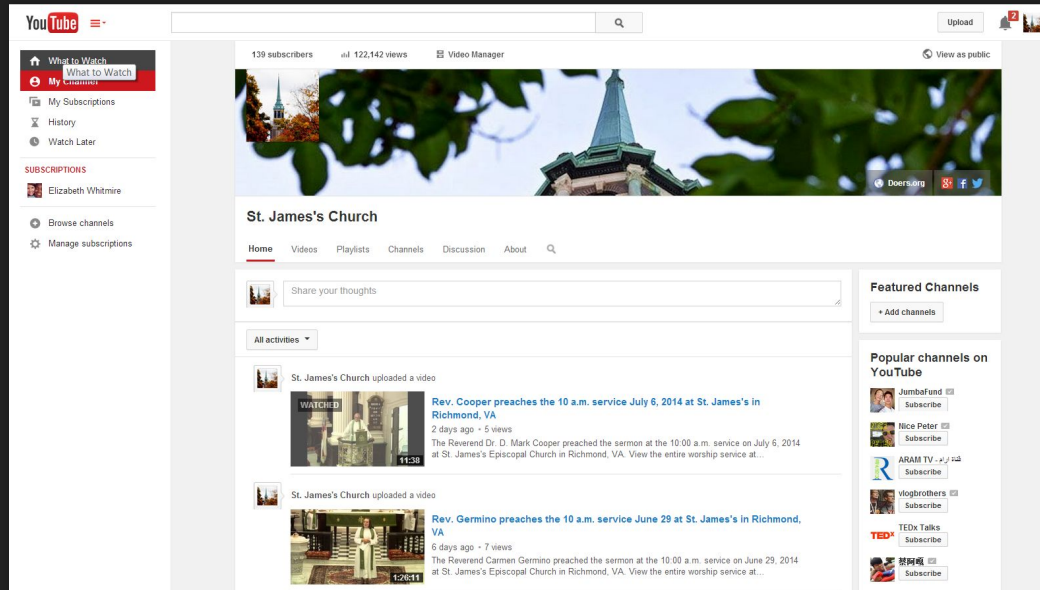 YouTube
Upload
2
What to Watch
What to Watch
My Channel
My Subscriptions
History
Watch Later
SUBSCRIPTIONS
Elizabeth Whitmire
Browse channels
Manage subscriptions
139 subscribers 122,142 views Video Manager View as public
Doers.org
St. James's Church
Home Videos Playlists Channels Discussion About
Share your thoughts
All activities
St. James's Church uploaded a video
WATCHED
11:38
Rev. Cooper preaches the 10 a.m. service July 6, 2014 at St. James's in
Richmond, VA
2 days ago • 5 views
The Reverend Dr. D. Mark Cooper preached the sermon at the 10:00 a.m. service on July 6, 2014
at St. James's Episcopal Church in Richmond, VA. View the entire worship service at...
St. James's Church uploaded a video
1:26:11
Rev. Germino preaches the 10 a.m. service June 29 at St. James's in Richmond,
VA
6 days ago • 7 views
The Reverend Carmen Germino preached the sermon at the 10:00 a.m. service on June 29, 2014
at St. James's Episcopal Church in Richmond, VA. View the entire worship service at...
Featured Channels
+ Add channels
Popular channels on
YouTube
JumbaFund
Subscribe
Nice Peter
Subscribe
ARAM TV - قناة ارام
Subscribe
vlogbrothers
Subscribe
TEDx
TEDx Talks
Subscribe
蔡阿嘎
Subscribe